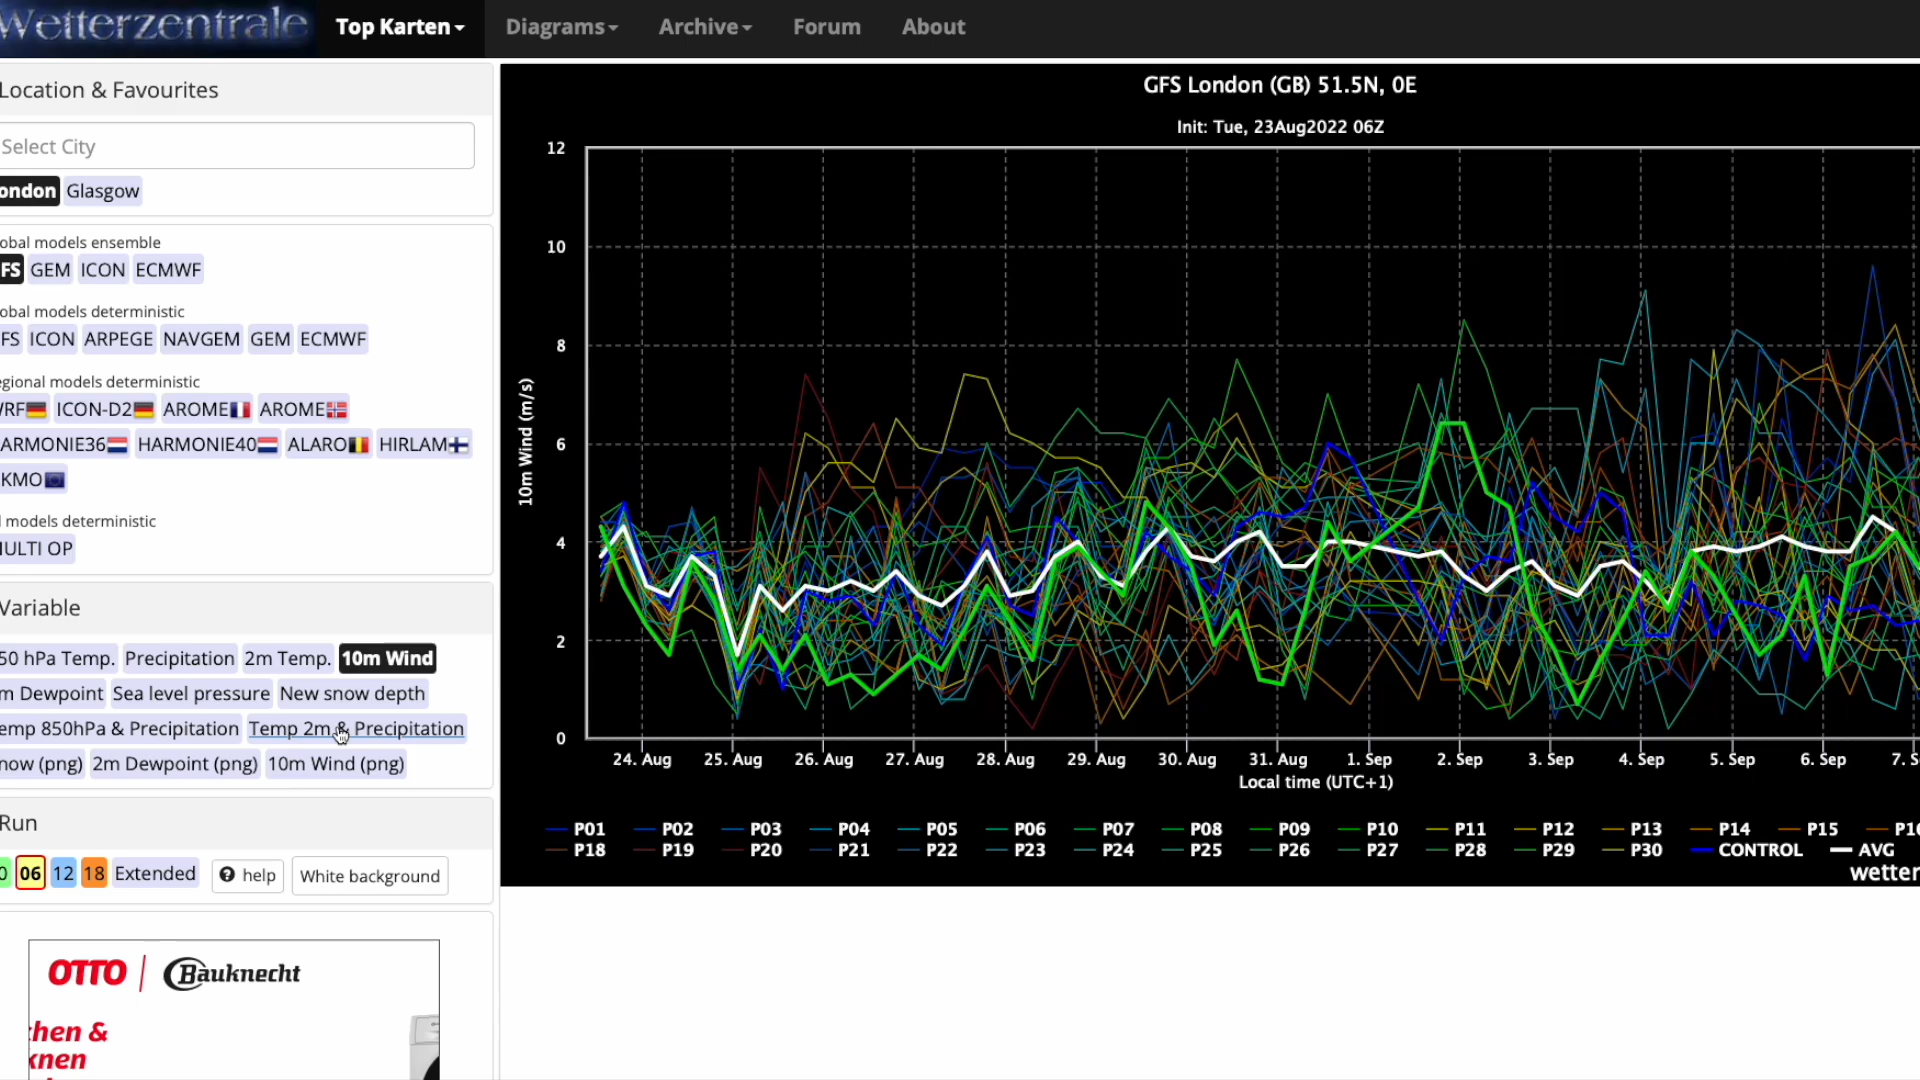 Wetterzentrale Top Karten Diagrams Archive Forum About
Location & Favourites
Select City
ondon Glasgow
obal models ensemble
FS GEM ICON ECMWF
obal models deterministic
FS ICON ARPEGE NAVGEM GEM ECMWF
egional models deterministic
RF ICON-D2 AROME AROME
ARMONIE36 HARMONIE40 ALARO HIRLAM
KMO
l models deterministic
ULTI OP
Variable
50 hPa Temp. Precipitation 2m Temp. 10m Wind
m Dewpoint Sea level pressure New snow depth
emp 850hPa & Precipitation Temp 2m & Precipitation
now (png) 2m Dewpoint (png) 10m Wind (png)
Run
0 06 12 18 Extended help White background
OTTO Bauknecht
chen &
knen
GFS London (GB) 51.5N, 0E
Init: Tue, 23Aug2022 06Z
12
10
8
6
4
2
0
10m Wind (m/s)
24. Aug 25. Aug 26. Aug 27. Aug 28. Aug 29. Aug 30. Aug 31. Aug 1. Sep 2. Sep 3. Sep 4. Sep 5. Sep 6. Sep 7. S
Local time (UTC+1)
P01 P02 P03 P04 P05 P06 P07 P08 P09 P10 P11 P12 P13 P14 P15 P16
P18 P19 P20 P21 P22 P23 P24 P25 P26 P27 P28 P29 P30 CONTROL AVG
wetter